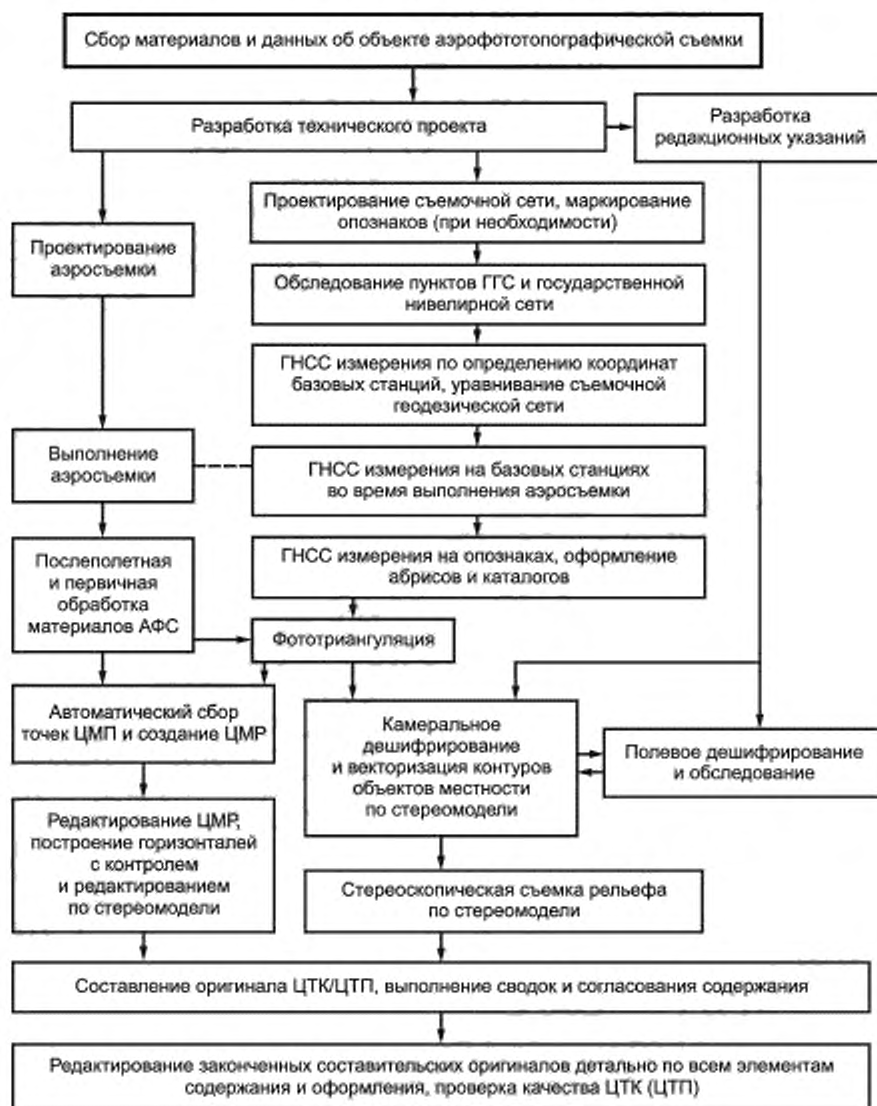 Сбор материалов и данных об объекте аэрофототопографической съемки
Разработка технического проекта
Разработка
редакционных указаний
Проектирование съемочной сети, маркирование
опознаков (при необходимости)
Проектирование
аэросъемки
Обследование пунктов ГГС и государственной
нивелирной сети
ГНСС измерения по определению координат
базовых станций, уравнивание съемочной
геодезической сети
Выполнение
аэросъемки
ГНСС измерения на базовых станциях
во время выполнения аэросъемки
Послеполетная
и первичная
обработка
материалов АФС
ГНСС измерения на опознаках, оформление
абрисов и каталогов
Фототриангуляция
Автоматический сбор
точек ЦМП и создание ЦМР
Камеральное
дешифрирование
и векторизация контуров
объектов местности
по стереомодели
Полевое дешифрирование
и обследование
Редактирование ЦМР,
построение горизонталей
с контролем
и редактированием
по стереомодели
Стереоскопическая съемка рельефа
по стереомодели
Составление оригинала ЦТК/ЦТП, выполнение сводок и согласования содержания
Редактирование законченных составительских оригиналов детально по всем элементам
содержания и оформления, проверка качества ЦТК (ЦТП)